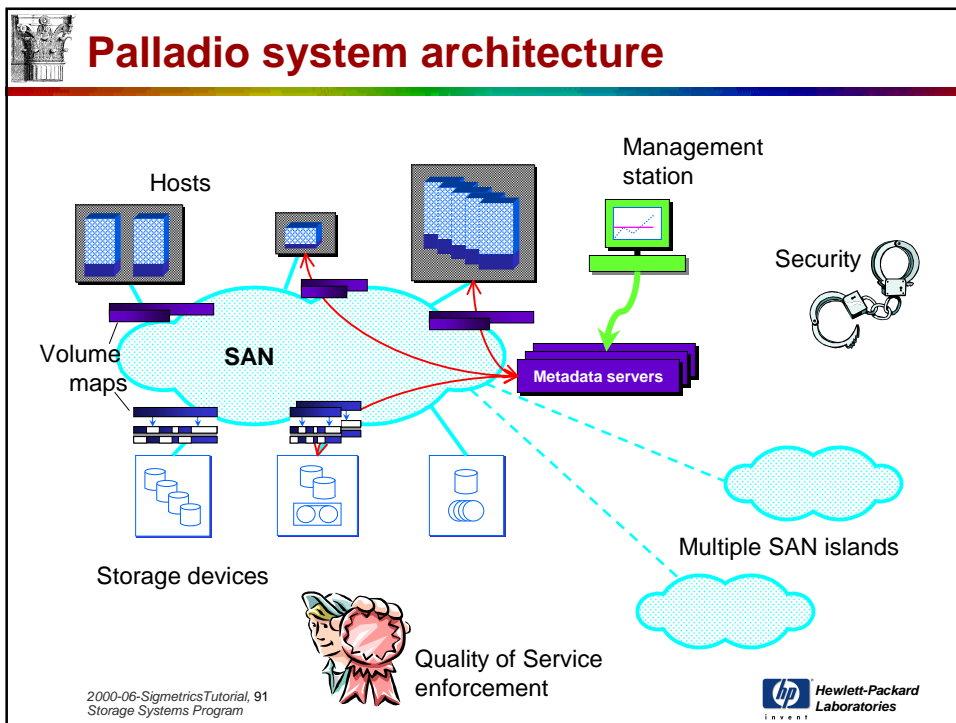 Palladio system architecture
Management
station
Hosts
Security
Volume
maps
SAN
Metadata servers
Multiple SAN islands
Storage devices
Quality of Service
enforcement
2000-06-SigmetricsTutorial, 91
Storage Systems Program
hp
invent
Hewlett-Packard
Laboratories